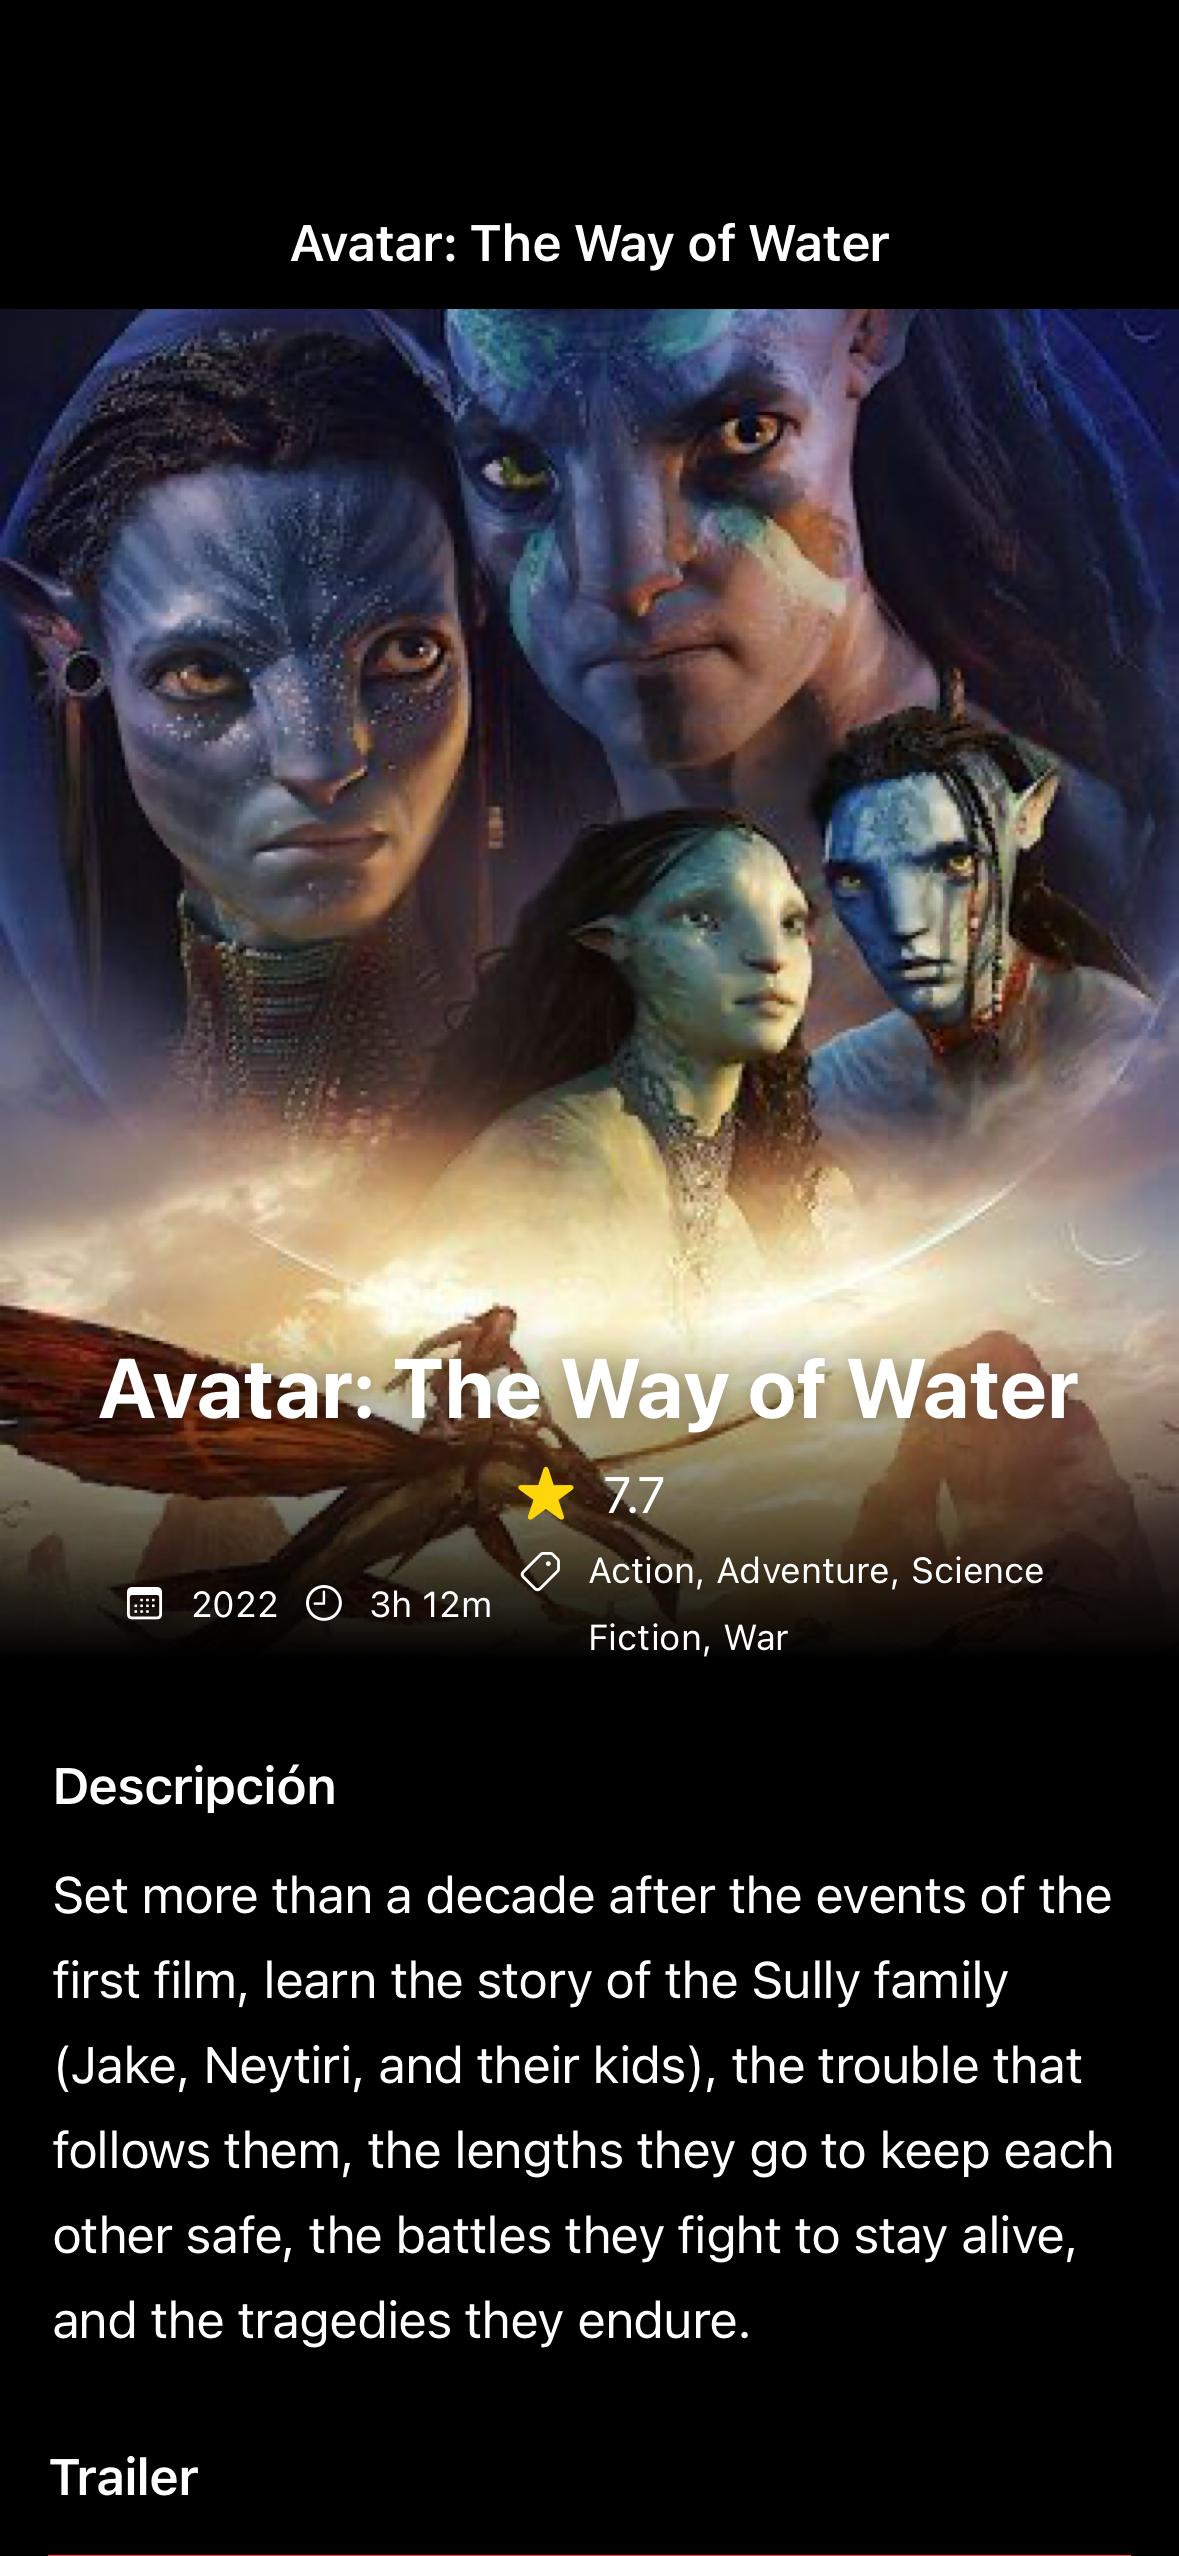 Avatar: The Way of Water
Avatar: The Way of Water
7.7
2022 3h 12m
Action, Adventure, Science
Fiction, War
Descripción
Set more than a decade after the events of the
first film, learn the story of the Sully family
(Jake, Neytiri, and their kids), the trouble that
follows them, the lengths they go to keep each
other safe, the battles they fight to stay alive,
and the tragedies they endure.
Trailer